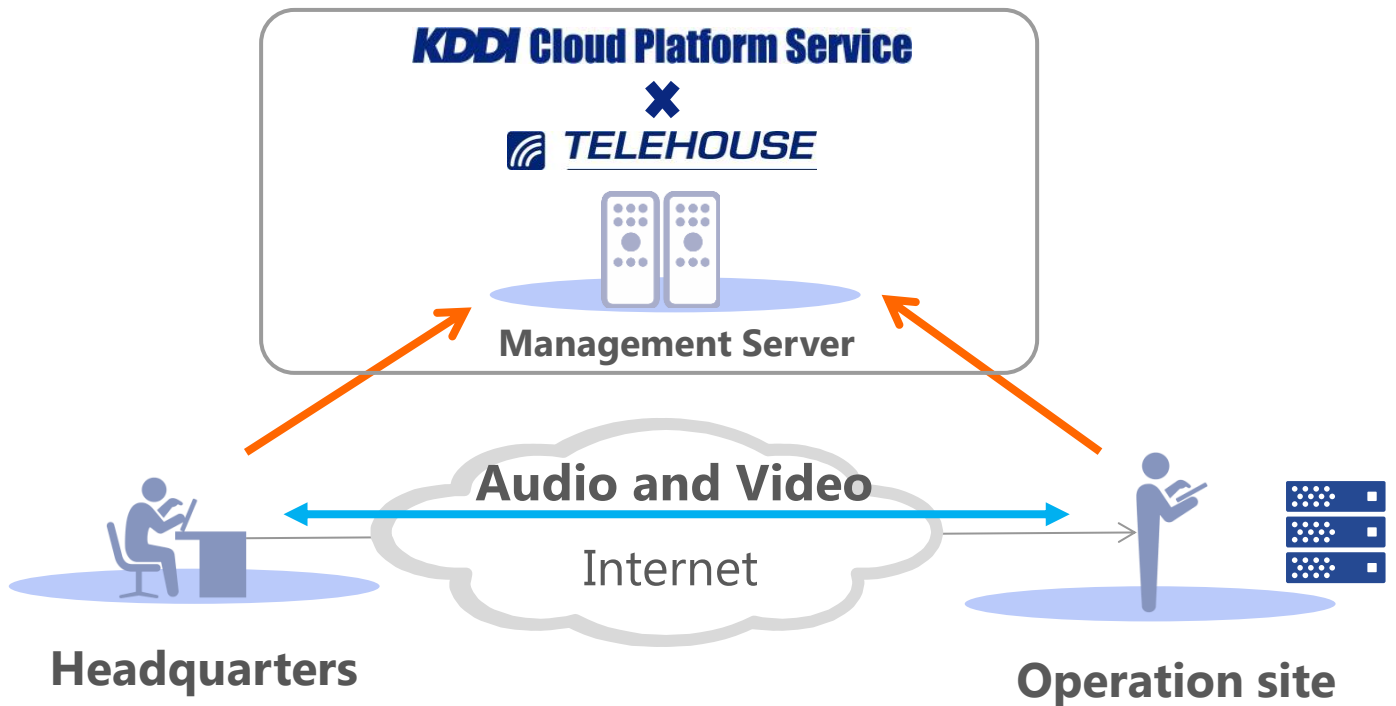 KDDI Cloud Platform Service
×
TELEHOUSE
Management Server
Audio and Video
Internet
Headquarters
Operation site